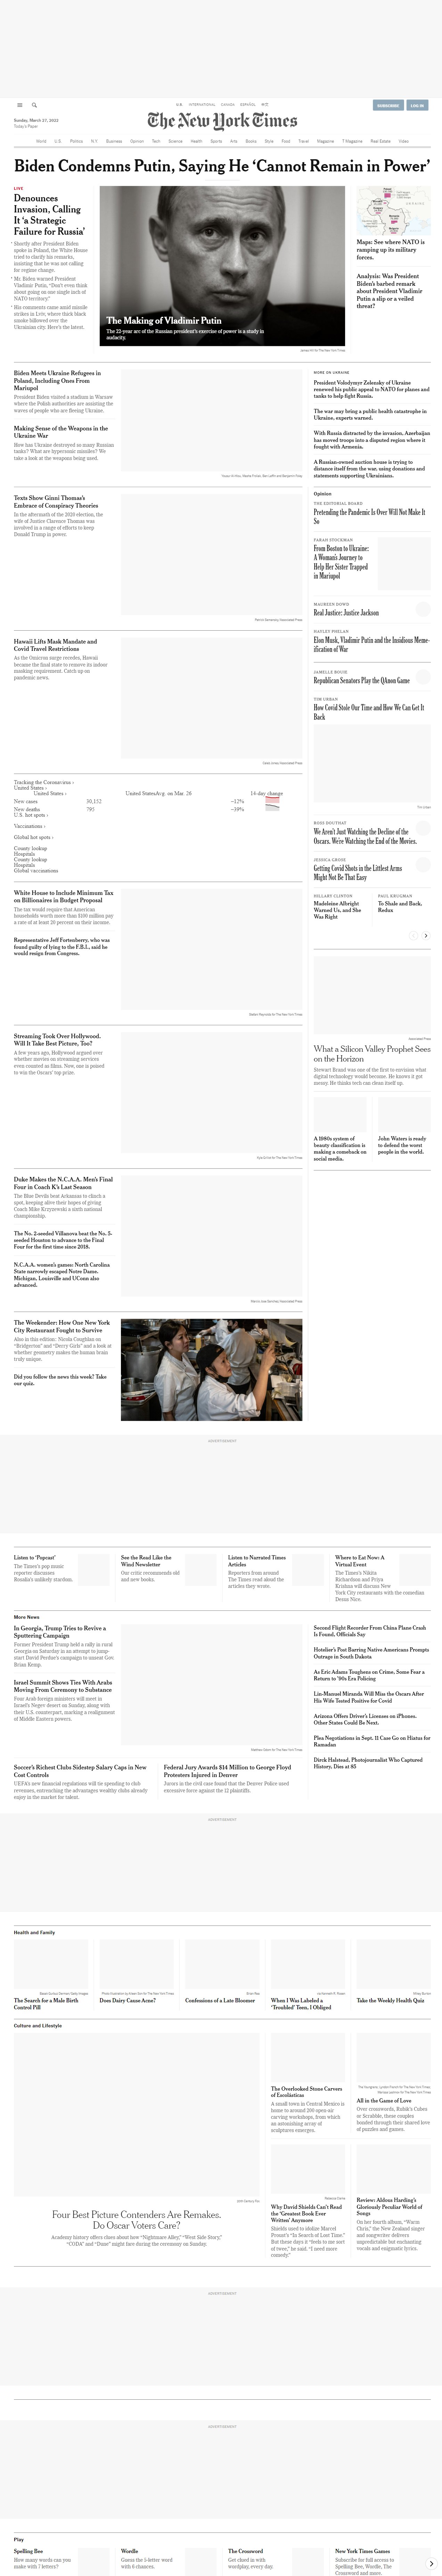 U.S.
INTERNATIONAL
CANADA
ESPAÑOL
中文
SUBSCRIBE
LOG IN
Sunday, March 27, 2022
Today's Paper
The New York Times
World
U.S.
Politics
N.Y.
Business
Opinion
Tech
Science
Health
Sports
Arts
Books
Style
Food
Travel
Magazine
T Magazine
Real Estate
Video
Biden Condemns Putin, Saying He ‘Cannot Remain in Power’
LIVE
Denounces
Invasion, Calling
It ‘a Strategic
Failure for Russia’
• Shortly after President Biden
spoke in Poland, the White House
tried to clarify his remarks,
insisting that he was not calling
for regime change.
• Mr. Biden warned President
Vladimir Putin, “Don’t even think
about going on one single inch of
NATO territory.”
• His comments came amid missile
strikes in Lviv, where thick black
smoke billowed over the
Ukrainian city. Here’s the latest.
The Making of Vladimir Putin
The 22-year arc of the Russian president’s exercise of power is a study in
audacity.
James Hill for The New York Times
Maps: See where NATO is
ramping up its military
forces.
Analysis: Was President
Biden’s barbed remark
about President Vladimir
Putin a slip or a veiled
threat?
Biden Meets Ukraine Refugees in
Poland, Including Ones From
Mariupol
President Biden visited a stadium in Warsaw
where the Polish authorities are assisting the
waves of people who are fleeing Ukraine.
Making Sense of the Weapons in the
Ukraine War
How has Ukraine destroyed so many Russian
tanks? What are hypersonic missiles? We
take a look at the weapons being used.
Texts Show Ginni Thomas’s
Embrace of Conspiracy Theories
In the aftermath of the 2020 election, the
wife of Justice Clarence Thomas was
involved in a range of efforts to keep
Donald Trump in power.
Hawaii Lifts Mask Mandate and
Covid Travel Restrictions
As the Omicron surge recedes, Hawaii
became the final state to remove its indoor
masking requirement. Catch up on
pandemic news.
Tracking the Coronavirus ›
United States ›
United States ›
United States
Avg. on Mar. 26
14-day change
New cases
30,152
–12%
New deaths
795
–39%
U.S. hot spots ›
Vaccinations ›
Global hot spots ›
County lookup
Hospitals
County lookup
Hospitals
Global vaccinations
White House to Include Minimum Tax
on Billionaires in Budget Proposal
The tax would require that American
households worth more than $100 million pay
a rate of at least 20 percent on their income.
Representative Jeff Fortenberry, who was
found guilty of lying to the F.B.I., said he
would resign from Congress.
Streaming Took Over Hollywood.
Will It Take Best Picture, Too?
A few years ago, Hollywood argued over
whether movies on streaming services
even counted as films. Now, one is poised
to win the Oscars’ top prize.
Duke Makes the N.C.A.A. Men’s Final
Four in Coach K’s Last Season
The Blue Devils beat Arkansas to clinch a
spot, keeping alive their hopes of giving
Coach Mike Krzyzewski a sixth national
championship.
The No. 2-seeded Villanova beat the No. 5-
seeded Houston to advance to the Final
Four for the first time since 2018.
N.C.A.A. women’s games: North Carolina
State narrowly escaped Notre Dame.
Michigan, Louisville and UConn also
advanced.
The Weekender: How One New York
City Restaurant Fought to Survive
Also in this edition: Nicola Coughlan on
“Bridgerton” and “Derry Girls” and a look at
whether geometry makes the human brain
truly unique.
Did you follow the news this week? Take
our quiz.
MORE ON UKRAINE
President Volodymyr Zelensky of Ukraine
renewed his public appeal to NATO for planes and
tanks to help fight Russia.
The war may bring a public health catastrophe in
Ukraine, experts warned.
With Russia distracted by the invasion, Azerbaijan
has moved troops into a disputed region where it
fought with Armenia.
A Russian-owned auction house is trying to
distance itself from the war, using donations and
statements supporting Ukrainians.
Opinion
THE EDITORIAL BOARD
Pretending the Pandemic Is Over Will Not Make It
So
FARAH STOCKMAN
From Boston to Ukraine:
A Woman’s Journey to
Help Her Sister Trapped
in Mariupol
MAUREEN DOWD
Real Justice: Justice Jackson
HAYLEY PHELAN
Elon Musk, Vladimir Putin and the Insidious Meme-
ification of War
JAMELLE BOUIE
Republican Senators Play the QAnon Game
TIM URBAN
How Covid Stole Our Time and How We Can Get It
Back
Tim Urban
ROSS DOUTHAT
We Aren’t Just Watching the Decline of the
Oscars. We’re Watching the End of the Movies.
JESSICA GROSE
Getting Covid Shots in the Littlest Arms
Might Not Be That Easy
HILLARY CLINTON
Madeleine Albright
Warned Us, and She
Was Right
PAUL KRUGMAN
To Shale and Back,
Redux
Associated Press
What a Silicon Valley Prophet Sees
on the Horizon
Stewart Brand was one of the first to envision what
digital technology would become. He knows it got
messy. He thinks tech can clean itself up.
A 1980s system of
beauty classification is
making a comeback on
social media.
John Waters is ready
to defend the worst
people in the world.
ADVERTISEMENT
Listen to ‘Popcast’
The Times’s pop music
reporter discusses
Rosalía’s unlikely stardom.
See the Read Like the
Wind Newsletter
Our critic recommends old
and new books.
Listen to Narrated Times
Articles
Reporters from around
The Times read aloud the
articles they wrote.
Where to Eat Now: A
Virtual Event
The Times’s Nikita
Richardson and Priya
Krishna will discuss New
York City restaurants with the comedian
Desus Nice.
More News
In Georgia, Trump Tries to Revive a
Sputtering Campaign
Former President Trump held a rally in rural
Georgia on Saturday in an attempt to jump-
start David Perdue’s campaign to unseat Gov.
Brian Kemp.
Israel Summit Shows Ties With Arabs
Moving From Ceremony to Substance
Four Arab foreign ministers will meet in
Israel’s Negev desert on Sunday, along with
their U.S. counterpart, marking a realignment
of Middle Eastern powers.
Soccer’s Richest Clubs Sidestep Salary Caps in New
Cost Controls
UEFA’s new financial regulations will tie spending to club
revenues, entrenching the advantages wealthy clubs already
enjoy in the market for talent.
Federal Jury Awards $14 Million to George Floyd
Protesters Injured in Denver
Jurors in the civil case found that the Denver Police used
excessive force against the 12 plaintiffs.
Second Flight Recorder From China Plane Crash
Is Found, Officials Say
Hotelier’s Post Barring Native Americans Prompts
Outrage in South Dakota
As Eric Adams Toughens on Crime, Some Fear a
Return to ’90s Era Policing
Lin-Manuel Miranda Will Miss the Oscars After
His Wife Tested Positive for Covid
Arizona Offers Driver’s Licenses on iPhones.
Other States Could Be Next.
Plea Negotiations in Sept. 11 Case Go on Hiatus for
Ramadan
Dirck Halstead, Photojournalist Who Captured
History, Dies at 85
ADVERTISEMENT
Health and Family
The Search for a Male Birth
Control Pill
Does Dairy Cause Acne?
Confessions of a Late Bloomer
When I Was Labeled a
‘Troubled’ Teen, I Obliged
Take the Weekly Health Quiz
Culture and Lifestyle
20th Century Fox
Four Best Picture Contenders Are Remakes.
Do Oscar Voters Care?
Academy history offers clues about how “Nightmare Alley,” “West Side Story,”
“CODA” and “Dune” might fare during the ceremony on Sunday.
The Overlooked Stone Carvers
of Escolásticas
A small town in Central Mexico is
home to around 200 open-air
carving workshops, from which
an astonishing array of
sculptures emerges.
All in the Game of Love
Over crosswords, Rubik’s Cubes
or Scrabble, these couples
bonded through their shared love
of puzzles and games.
Why David Shields Can’t Read
the ‘Greatest Book Ever
Written’ Anymore
Shields used to idolize Marcel
Proust’s “In Search of Lost Time.”
But these days it “feels to me sort
of twee,” he said. “I need more
comedy.”
Review: Aldous Harding’s
Gloriously Peculiar World of
Songs
On her fourth album, “Warm
Chris,” the New Zealand singer
and songwriter delivers
unpredictable but enchanting
vocals and enigmatic lyrics.
ADVERTISEMENT
ADVERTISEMENT
Play
Spelling Bee
How many words can you
make with 7 letters?
Wordle
Guess the 5-letter word
with 6 chances.
The Crossword
Get clued in with
wordplay, every day.
New York Times Games
Subscribe for full access to
Spelling Bee, Wordle, The
Crossword and more.